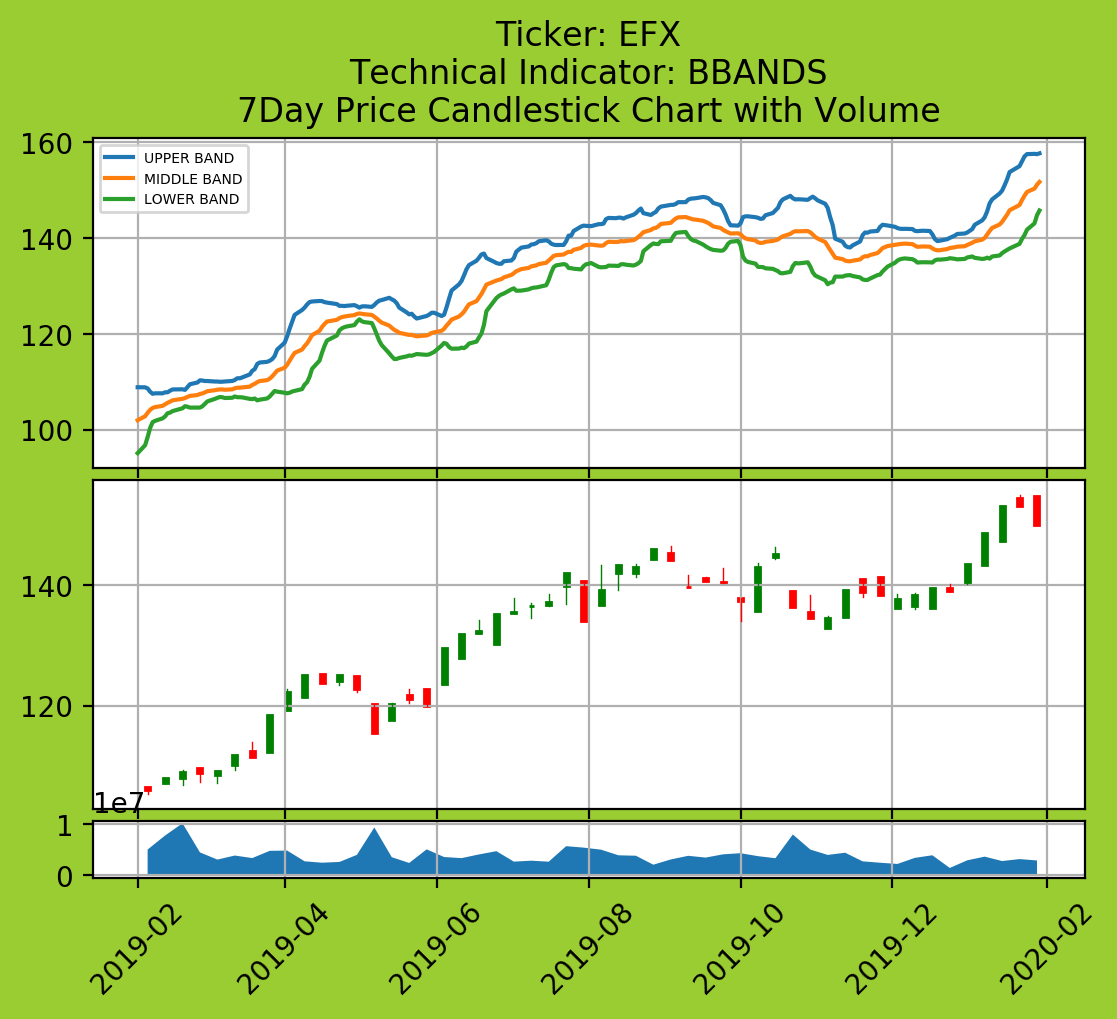 Ticker: EFX
Technical Indicator: BBANDS
7Day Price Candlestick Chart with Volume
160
140
120
100
UPPER BAND
MIDDLE BAND
LOWER BAND
140
120
1e7
1
0
2019-02
2019-04
2019-06
2019-08
2019-10
2019-12
2020-02